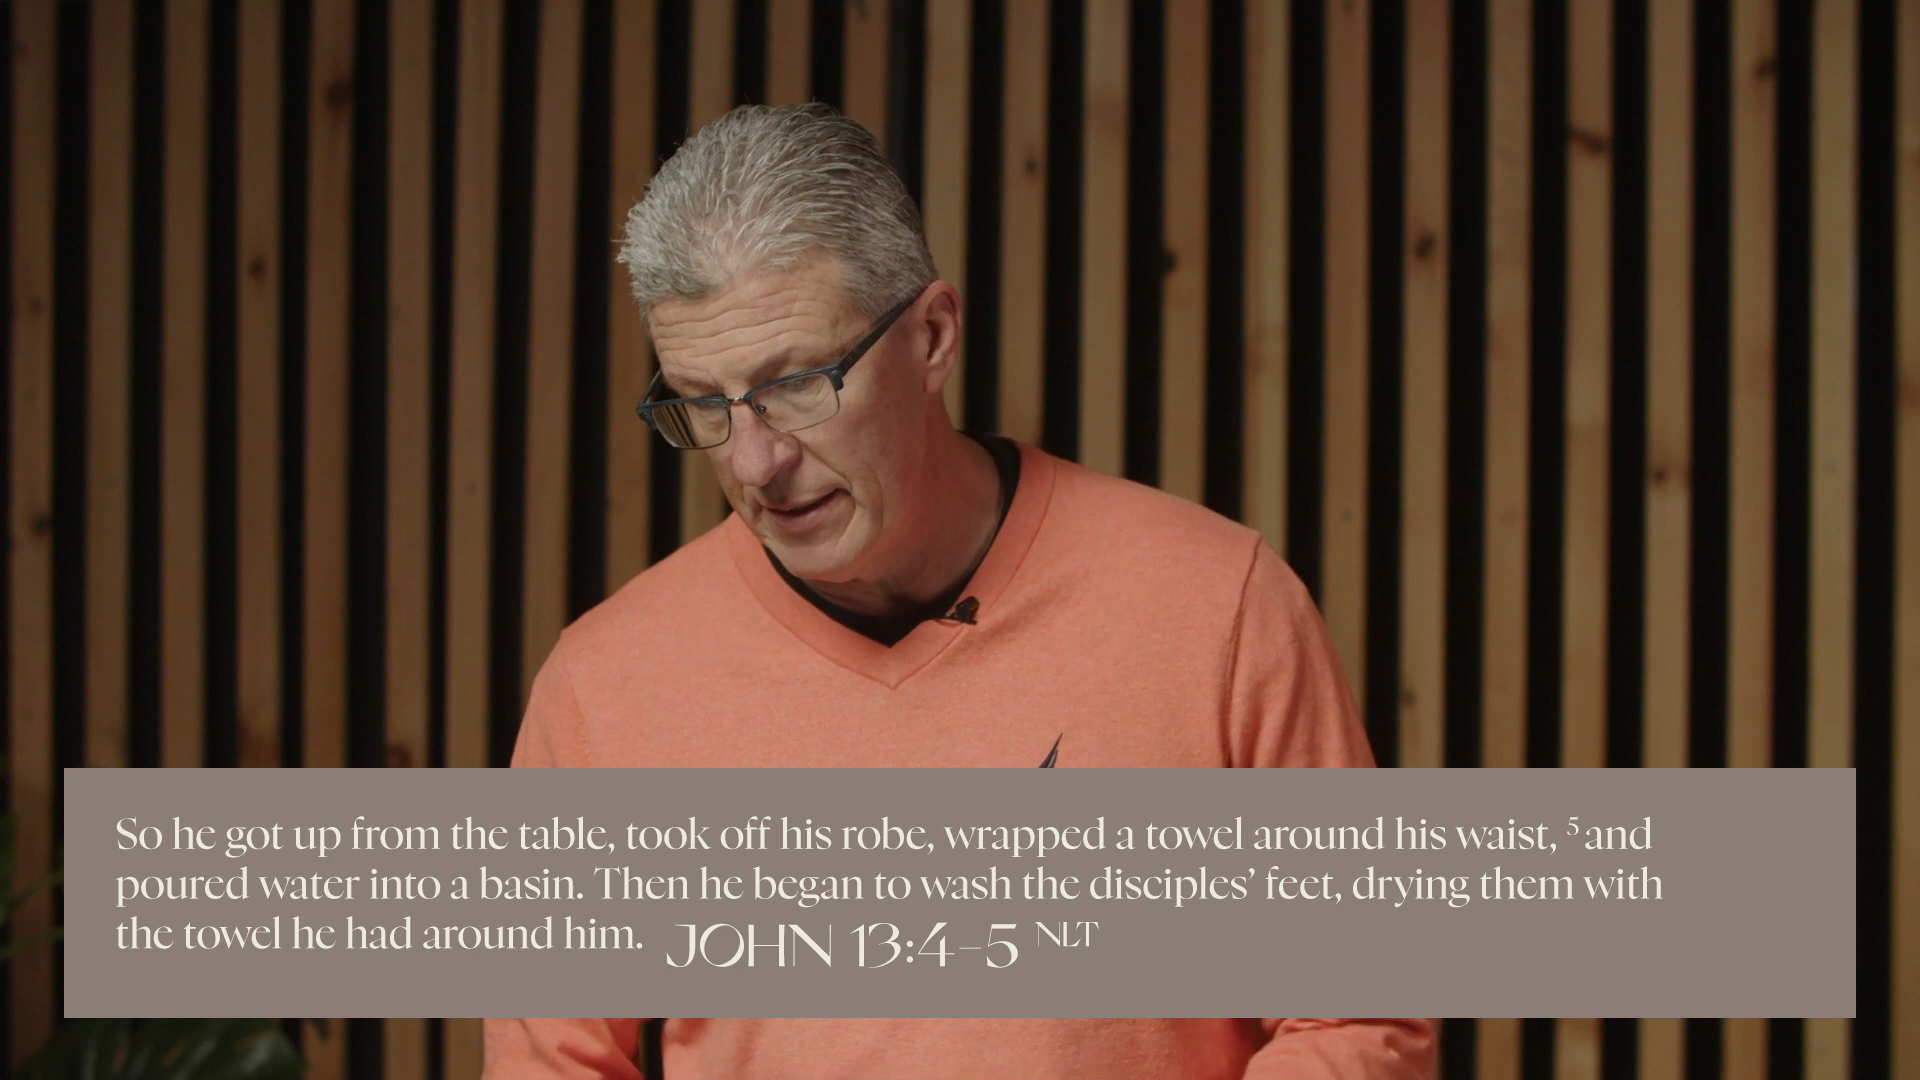 So he got up from the table, took off his robe, wrapped a towel around his waist, ⁵ and
poured water into a basin. Then he began to wash the disciples’ feet, drying them with
the towel he had around him. JOHN 13:4–5 NLT